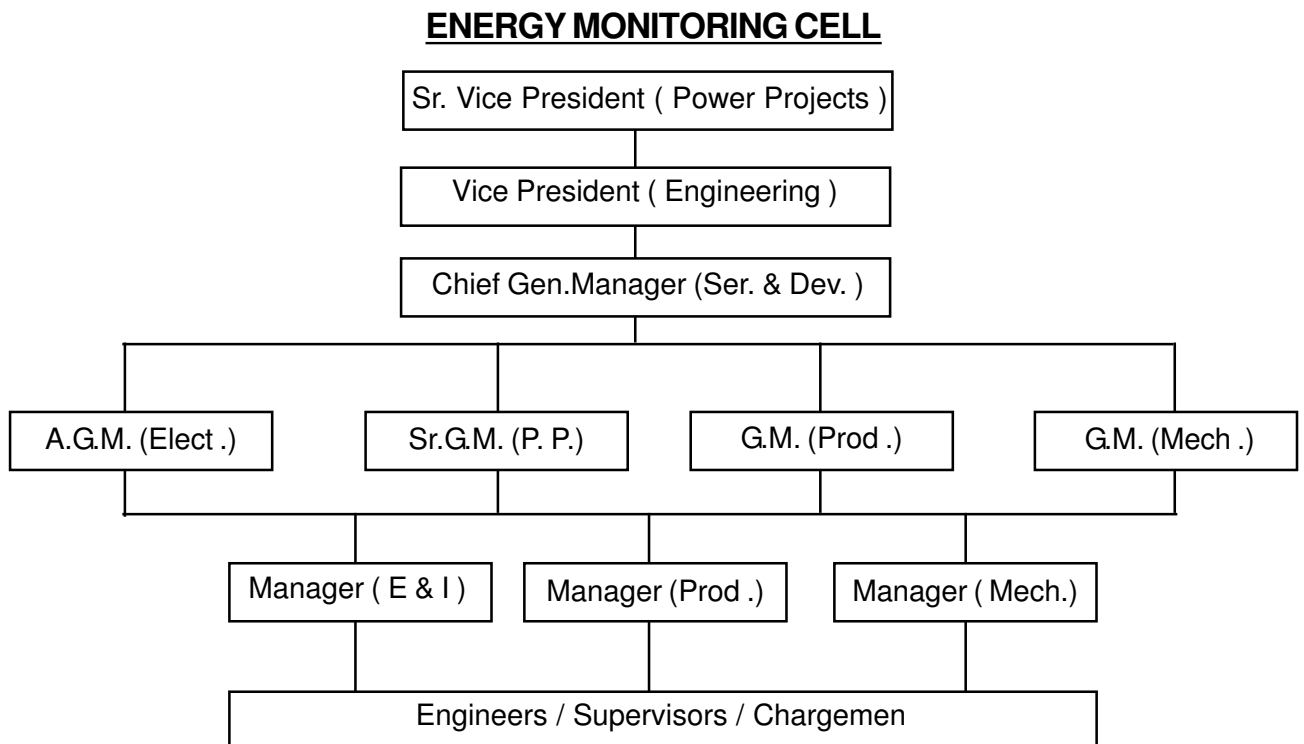 ENERGY MONITORING CELL
Sr. Vice President ( Power Projects )
Vice President ( Engineering )
Chief Gen.Manager (Ser. & Dev. )
A.G.M. (Elect .)
Sr.G.M. (P. P.)
G.M. (Prod .)
G.M. (Mech .)
Manager ( E & I )
Manager (Prod .)
Manager ( Mech.)
Engineers / Supervisors / Chargemen